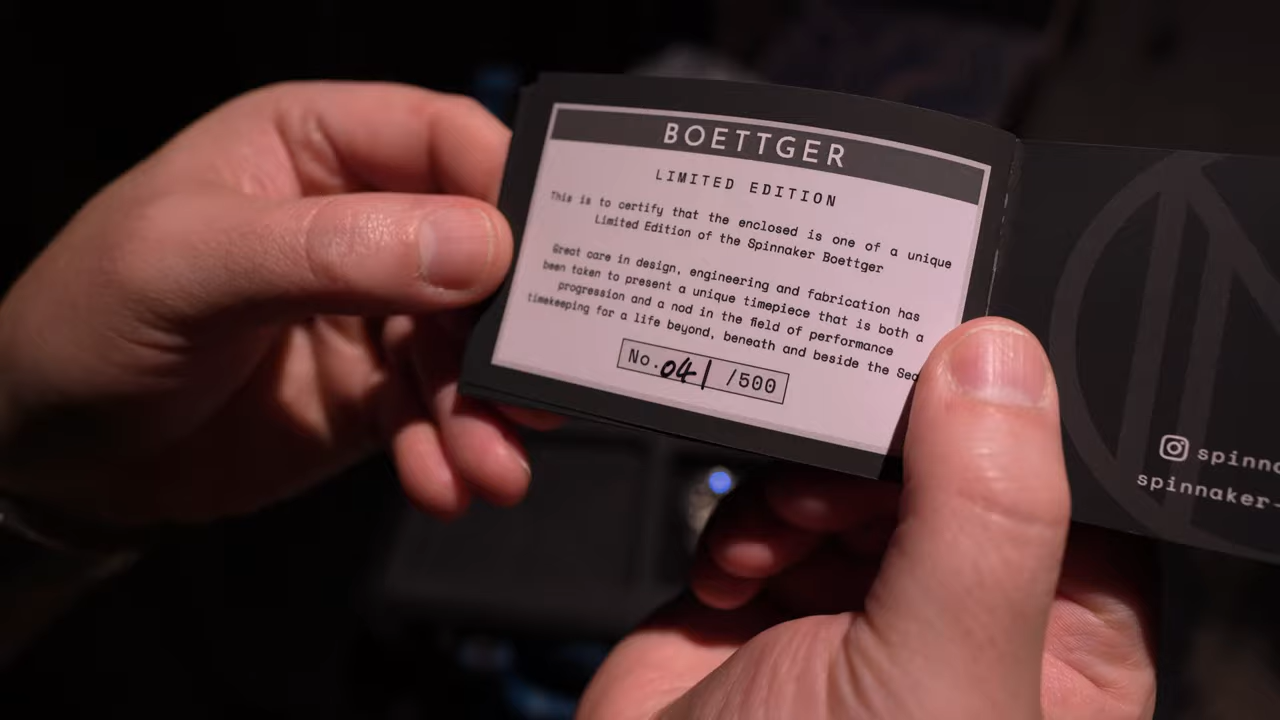 BOETTGER
LIMITED EDITION
This is to certify that the enclosed is one of a unique
Limited Edition of the Spinnaker Boettger
Great care in design, engineering and fabrication has
been taken to present a unique timepiece that is both a
progression and a nod in the field of performance
timekeeping for a life beyond, beneath and beside the Sea
No. 041 /500
spinna
spinnaker-